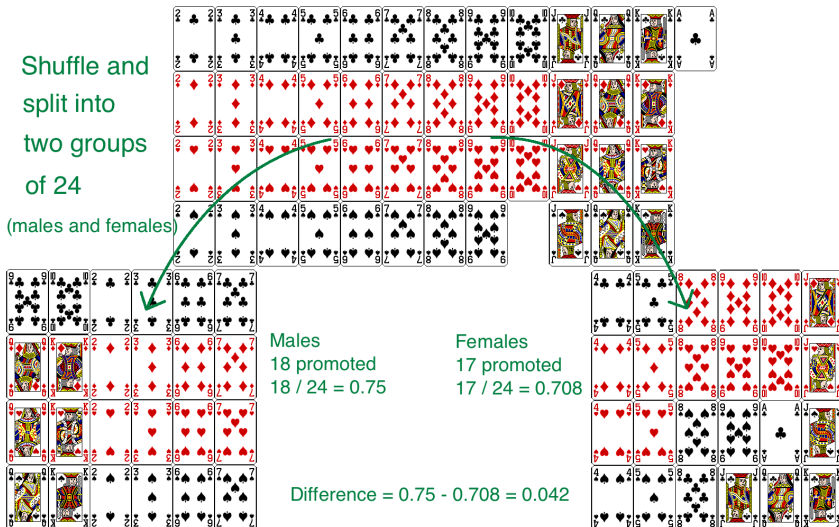 Shuffle and
split into
two groups
of 24
(males and females)
Males
18 promoted
18 / 24 = 0.75
Females
17 promoted
17 / 24 = 0.708
Difference = 0.75 - 0.708 = 0.042